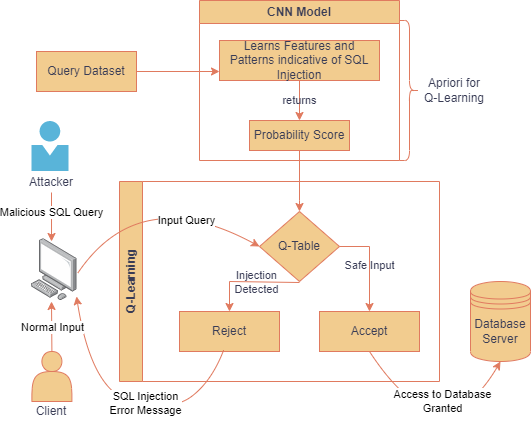 CNN Model
Query Dataset
Learns Features and
Patterns indicative of SQL
Injection
Apriori for
Q-Learning
returns
Probability Score
Attacker
Malicious SQL Query
Q-Learning
Input Query
Q-Table
Injection
Detected
Safe Input
Normal Input
Reject
Accept
Database
Server
Client
SQL Injection
Error Message
Access to Database
Granted